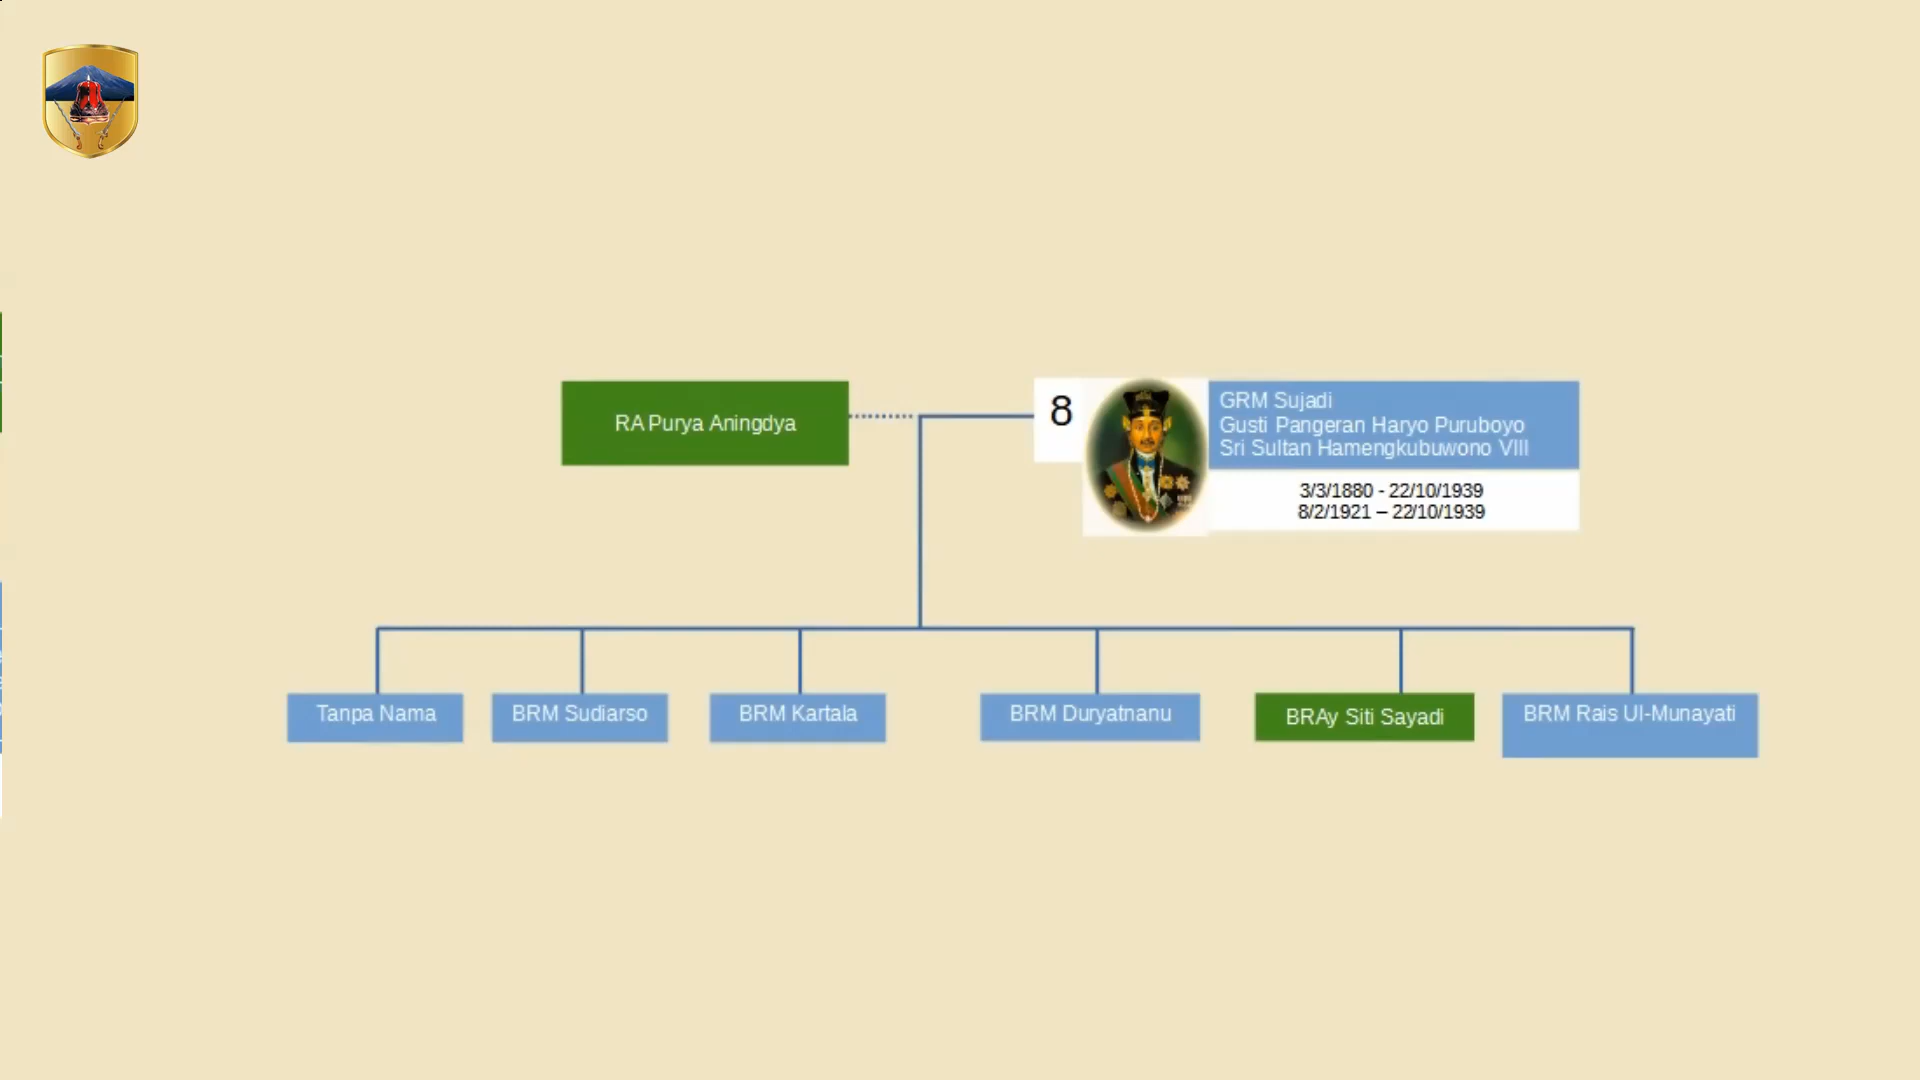 RA Purya Aningdya
8
GRM Sujadi
Gusti Pangeran Haryo Puruboyo
Sri Sultan Hamengkubuwono VIII
3/3/1880 - 22/10/1939
8/2/1921 – 22/10/1939
Tanpa Nama
BRM Sudiarso
BRM Kartala
BRM Duryatnanu
BRAy Siti Sayadi
BRM Rais Ul-Munayati